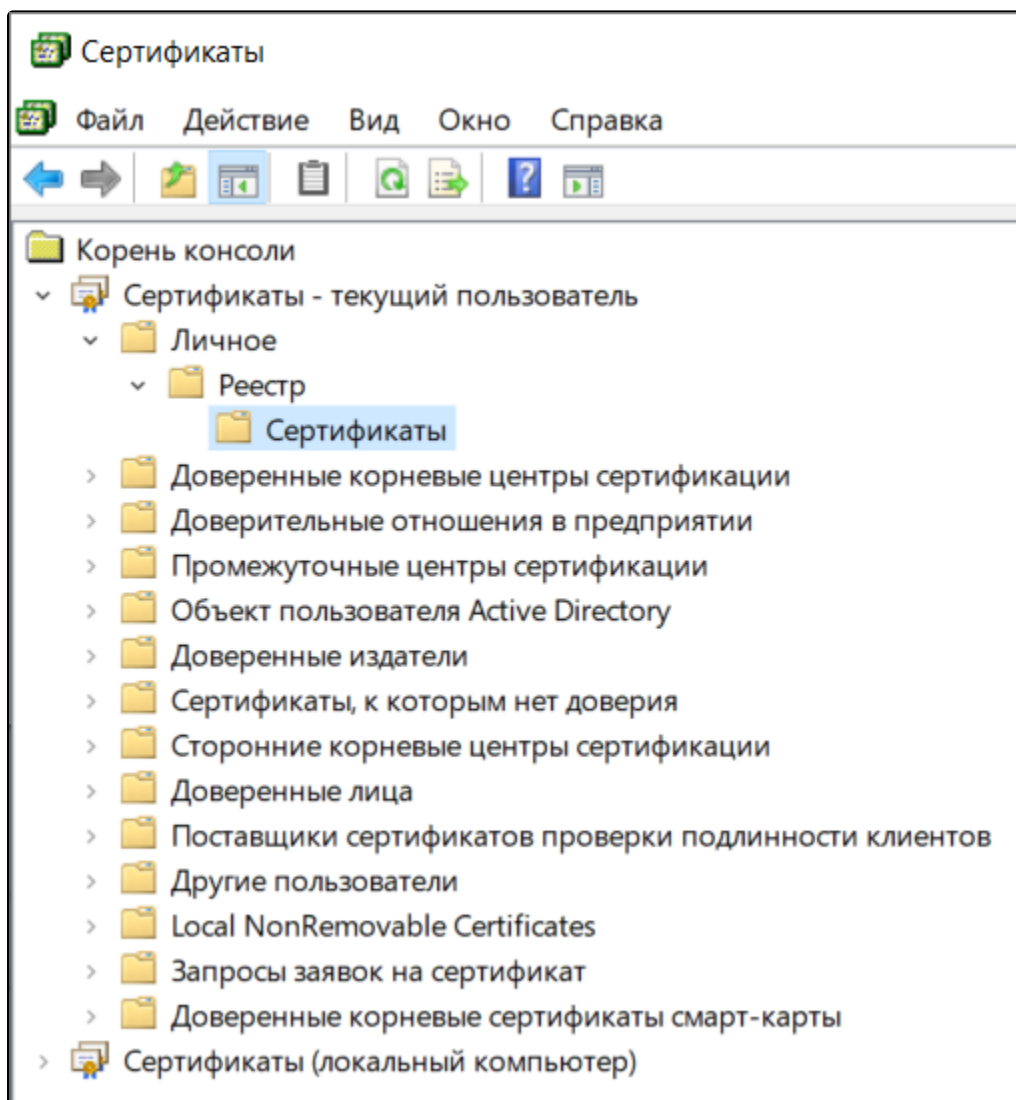 Сертификаты
Файл Действие Вид Окно Справка
Корень консоли
Сертификаты - текущий пользователь
Личное
Реестр
Сертификаты
Доверенные корневые центры сертификации
Доверительные отношения в предприятии
Промежуточные центры сертификации
Объект пользователя Active Directory
Доверенные издатели
Сертификаты, к которым нет доверия
Сторонние корневые центры сертификации
Доверенные лица
Поставщики сертификатов проверки подлинности клиентов
Другие пользователи
Local NonRemovable Certificates
Запросы заявок на сертификат
Доверенные корневые сертификаты смарт-карты
Сертификаты (локальный компьютер)